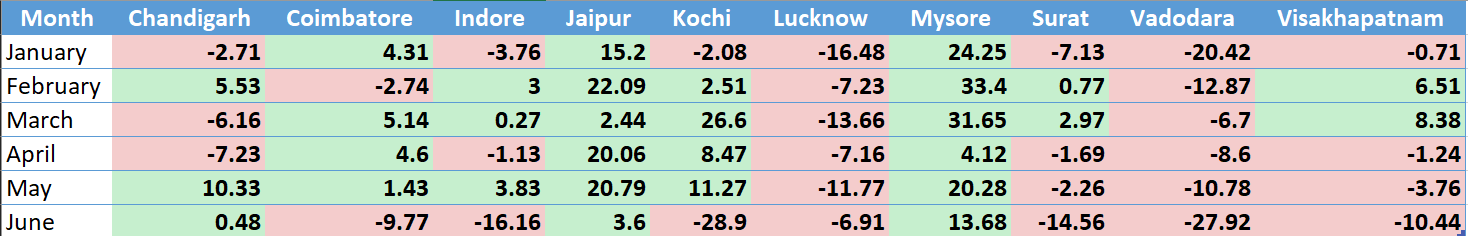 Month Chandigarh Coimbatore Indore Jaipur Kochi Lucknow Mysore Surat Vadodara Visakhapatnam
January -2.71 4.31 -3.76 15.2 -2.08 -16.48 24.25 -7.13 -20.42 -0.71
February 5.53 -2.74 3 22.09 2.51 -7.23 33.4 0.77 -12.87 6.51
March -6.16 5.14 0.27 2.44 26.6 -13.66 31.65 2.97 -6.7 8.38
April -7.23 4.6 -1.13 20.06 8.47 -7.16 4.12 -1.69 -8.6 -1.24
May 10.33 1.43 3.83 20.79 11.27 -11.77 20.28 -2.26 -10.78 -3.76
June 0.48 -9.77 -16.16 3.6 -28.9 -6.91 13.68 -14.56 -27.92 -10.44